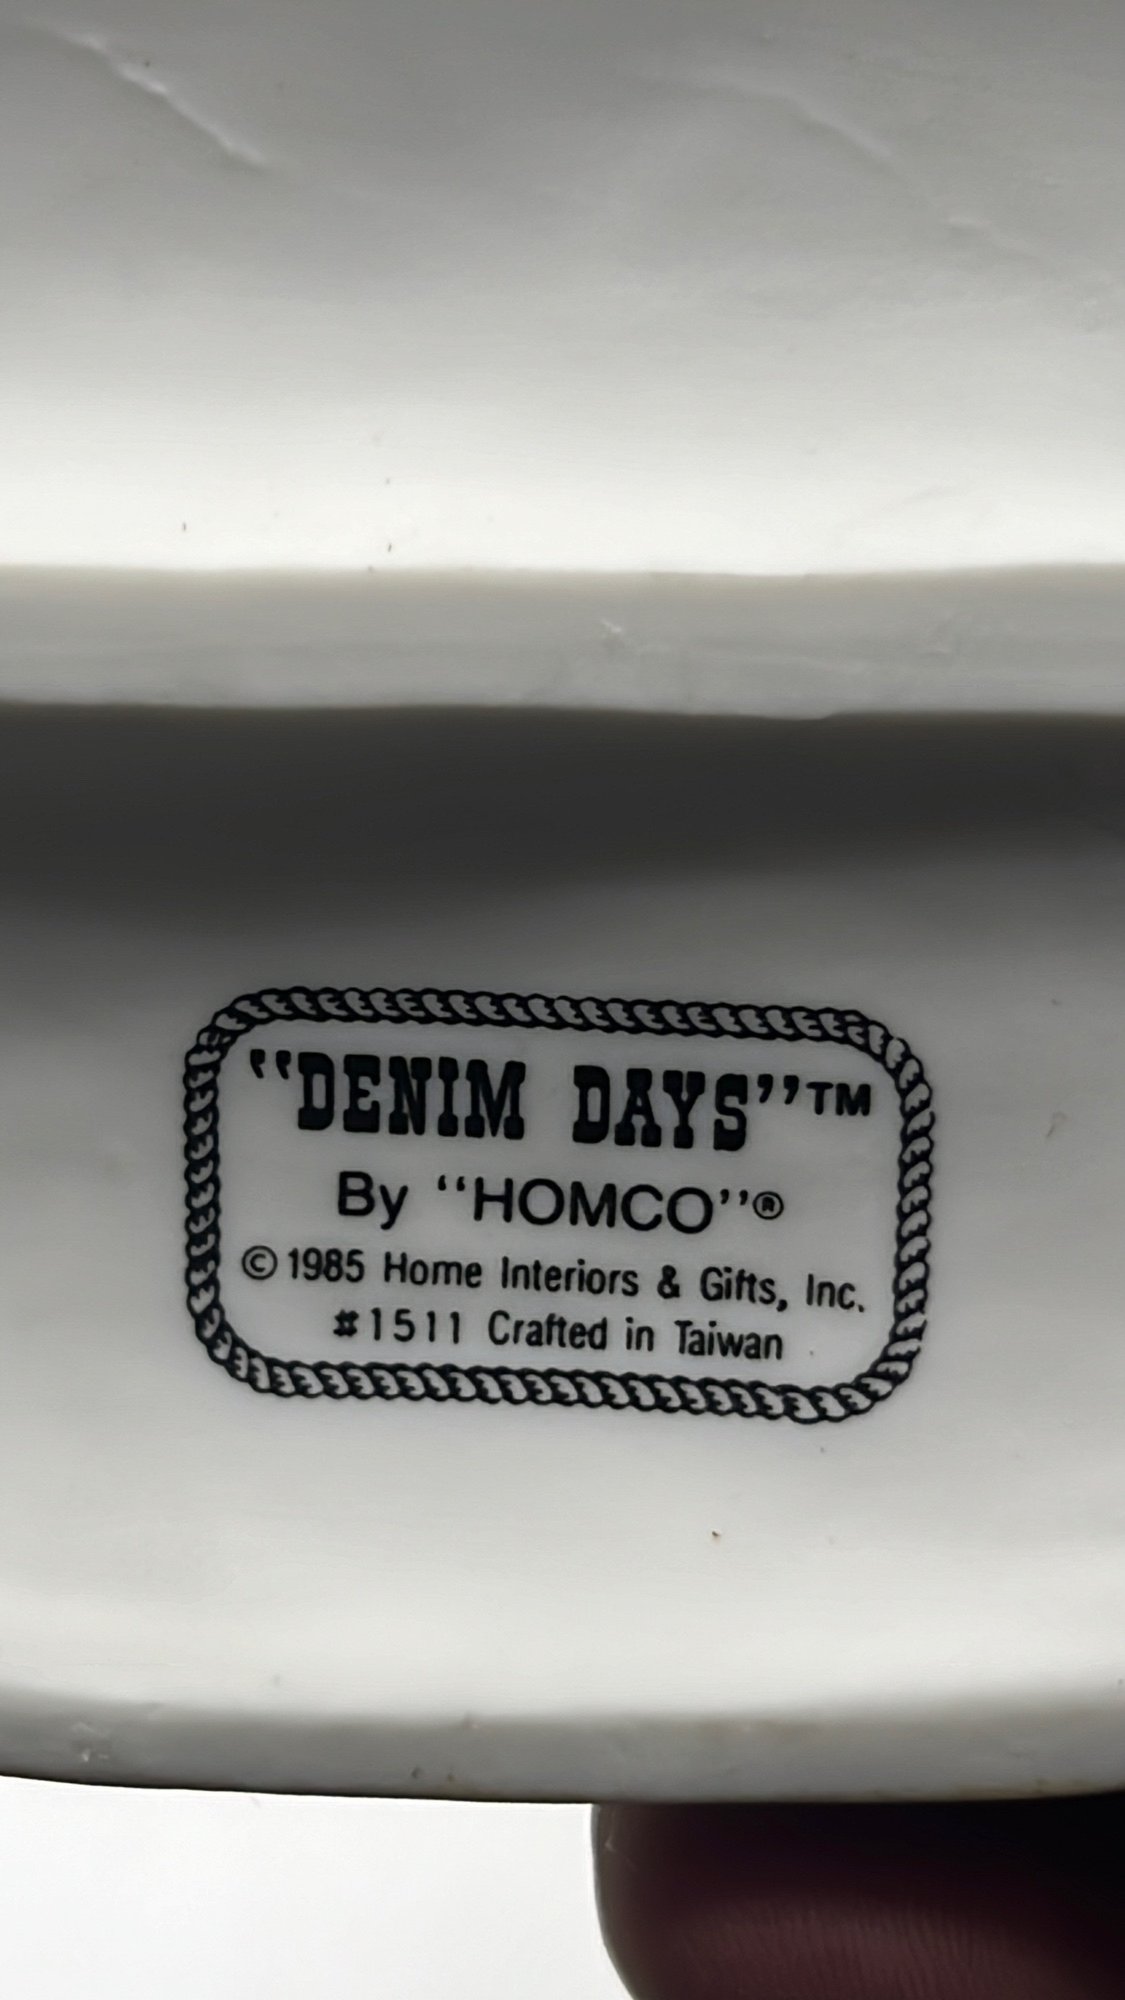 “DENIM DAYS”™
By “HOMCO”®
© 1985 Home Interiors & Gifts, Inc.
#1511 Crafted in Taiwan